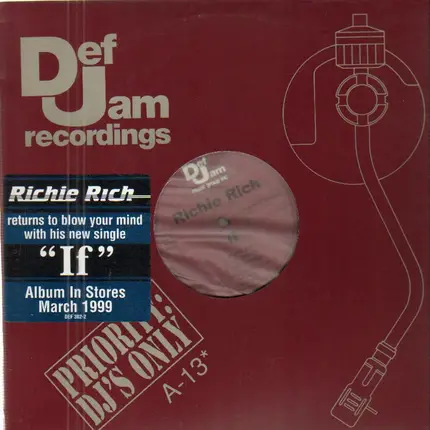 Def
Jam
recordings
Richie Rich
returns to blow your mind
with his new single
"If"
Album In Stores
March 1999
PRIORITY:
DJ'S ONLY
A-13*
Def
Jam
Richie Rich
If